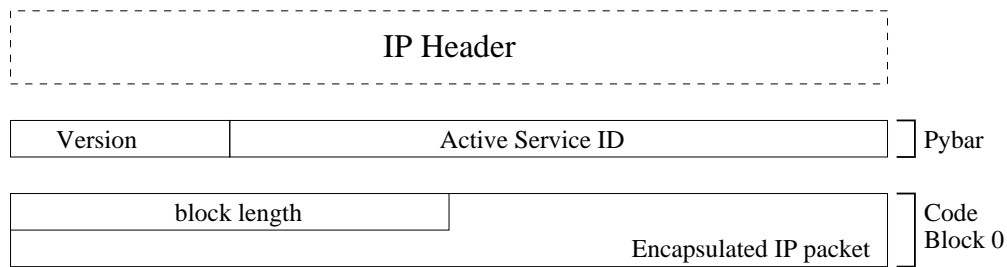 IP Header
Version Active Service ID Pybar
block length Code
Encapsulated IP packet Block 0